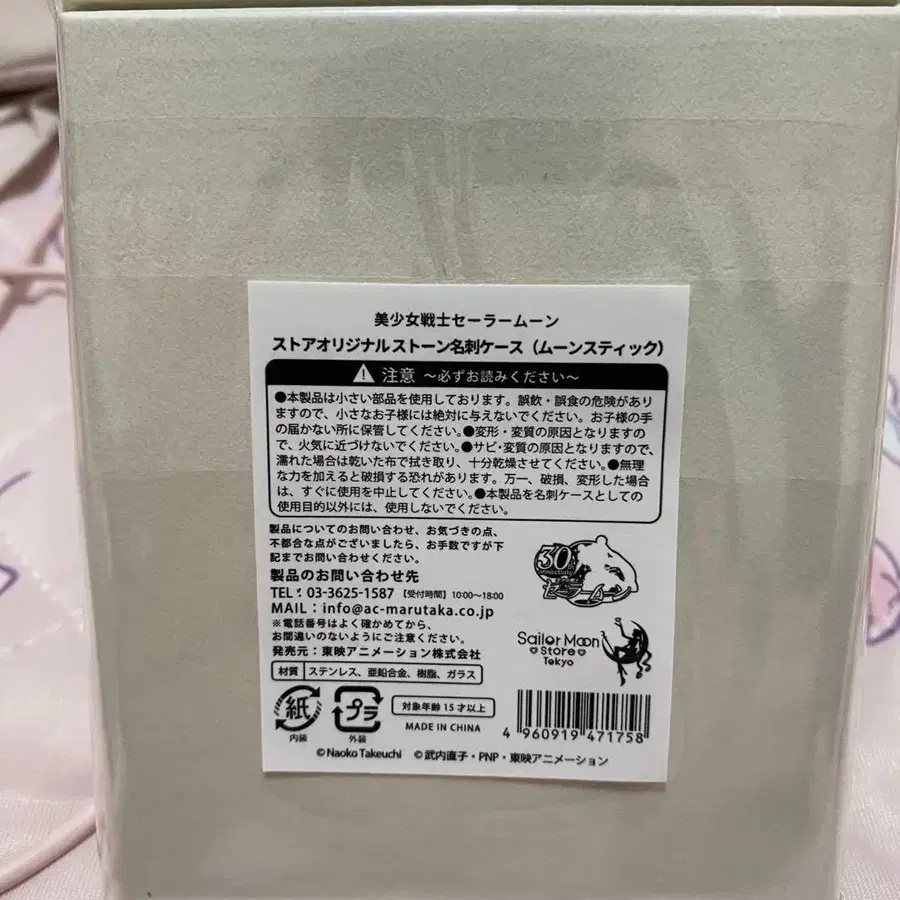 美少女戦士セーラームーン
ストアオリジナル ストーン名刺ケース（ムーンスティック）
注意 ～必ずお読みください～
●本製品は小さい部品を使用しております。誤飲・誤食の危険があり
ますので、小さなお子様には絶対に与えないでください。お子様の手
の届かない所に保管してください。●変形・変質の原因となりますの
で、火気に近づけないでください。●サビ・変質の原因となりますので、
濡れた場合は乾いた布で拭き取り、十分乾燥させてください。●無理
な力を加えると破損する恐れがあります。万一、破損、変形した場合
は、すぐに使用を中止してください。●本製品を名刺ケースとしての
使用目的以外には、使用しないでください。
製品についてのお問い合わせ、お気づきの点、
不都合な点がございましたら、お手数ですが下
記までお問い合わせください。
製品のお問い合わせ先
TEL： 03-3625-1587 【受付時間】10:00～18:00
MAIL： info@ac-marutaka.co.jp
※電話番号はよく確かめてから、
お間違いのないようにご注意ください。
発売元：東映アニメーション株式会社
材質 ステンレス、亜鉛合金、樹脂、ガラス
30th
anniversary
Sailor Moon
Store
Tokyo
紙
内装
プラ
外装
対象年齢15才以上
MADE IN CHINA
4 960919 471758
© Naoko Takeuchi © 武内直子・PNP・東映アニメーション